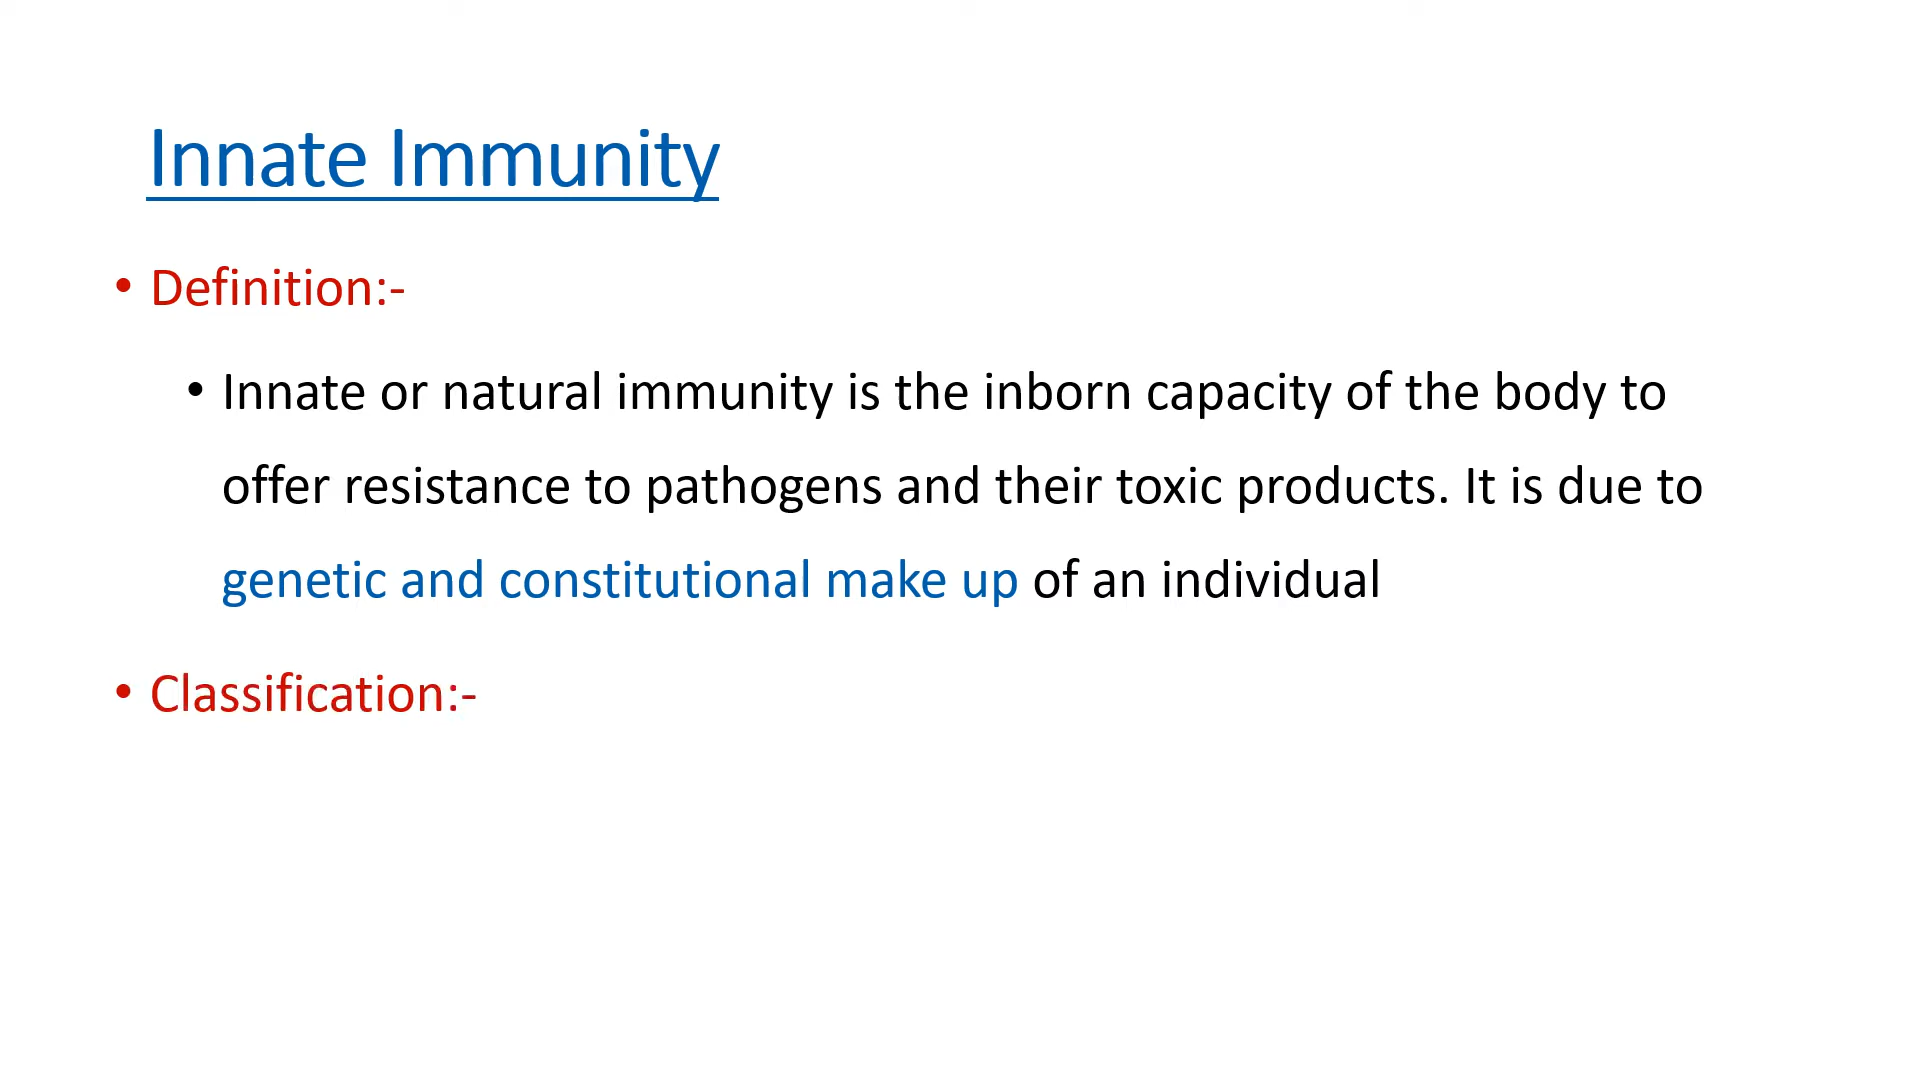 Innate Immunity
• Definition:-
• Innate or natural immunity is the inborn capacity of the body to
offer resistance to pathogens and their toxic products. It is due to
genetic and constitutional make up of an individual
• Classification:-